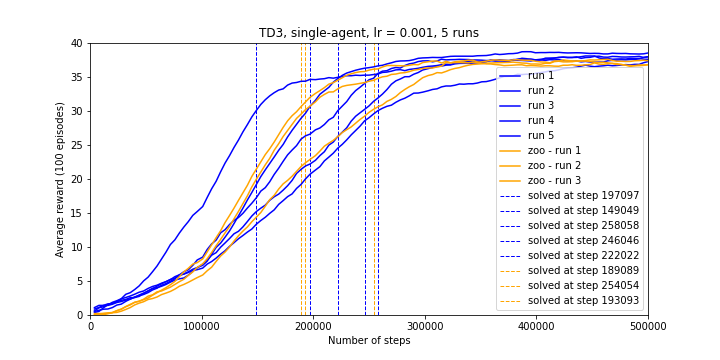 TD3, single-agent, lr = 0.001, 5 runs
Average reward (100 episodes)
40
35
30
25
20
15
10
5
0
run 2
run 3
run 4
run 5
zoo - run 1
zoo - run 2
zoo - run 3
solved at step 197097
solved at step 149049
solved at step 258058
solved at step 246046
solved at step 222022
solved at step 189089
solved at step 254054
solved at step 193093
0
100000
200000
300000
400000
500000
Number of steps